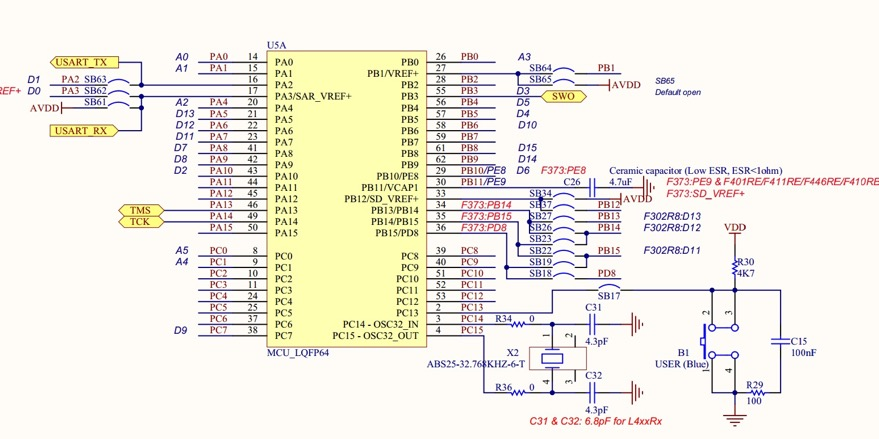 U5A
USART_TX
A0 PA0 14 PA0 PB0 26 PB0 A3
A1 PA1 15 PA1 PB1/VREF+ 27 SB64 PB1
D1 PA2 SB63 16 PA2 PB2 28 PB2 SB65 AVDD SB65
Default open
REF+ D0 PA3 SB62 17 PA3/SAR_VREF+ PB3 55 PB3 D3 SWO
AVDD SB61
A2 PA4 20 PA4 PB4 56 PB4 D5
D13 PA5 21 PA5 PB5 57 PB5 D4
USART_RX
D12 PA6 22 PA6 PB6 58 PB6 D10
D11 PA7 23 PA7 PB7 59 PB7
D7 PA8 41 PA8 PB8 61 PB8 D15
D8 PA9 42 PA9 PB9 62 PB9 D14
D2 PA10 43 PA10 PB10/PE8 29 PB10/PE8 D6 F373:PE8 Ceramic capacitor (Low ESR, ESR<1ohm)
PA11 44 PA11 PB11/VCAP1 30 PB11/PE9 C26 4.7uF F373:PE9 & F401RE/F411RE/F446RE/F410RE
PA12 45 PA12 PB12/SD_VREF+ 33 SB34 AVDD F373:SD_VREF+
TMS PA13 46 PA13 PB13/PB14 34 F373:PB14 SB37 PB12
TCK PA14 49 PA14 PB14/PB15 35 F373:PB15 SB27 PB13 F302R8:D13
PA15 50 PA15 PB15/PD8 36 F373:PD8 SB26 PB14 F302R8:D12
SB23
A5 PC0 8 PC0 PC8 39 PC8 SB22 PB15 F302R8:D11
A4 PC1 9 PC1 PC9 40 PC9 SB19
PC2 10 PC2 PC10 51 PC10 SB18 PD8
PC3 11 PC3 PC11 52 PC11
PC4 24 PC4 PC12 53 PC12 SB17
PC5 25 PC5 PC13 2 PC13
PC6 37 PC6 PC14 - OSC32_IN 3 PC14 R34 0 C31
D9 PC7 38 PC7 PC15 - OSC32_OUT 4 PC15
4.3pF
MCU_LQFP64
X2
ABS25-32.768KHZ-6-T
1 2
4 3
R36 0 C32
4.3pF
C31 & C32: 6.8pF for L4xxRx
VDD
R30
4K7
2 3
B1
USER (Blue)
1 4
C15
100nF
R29
100